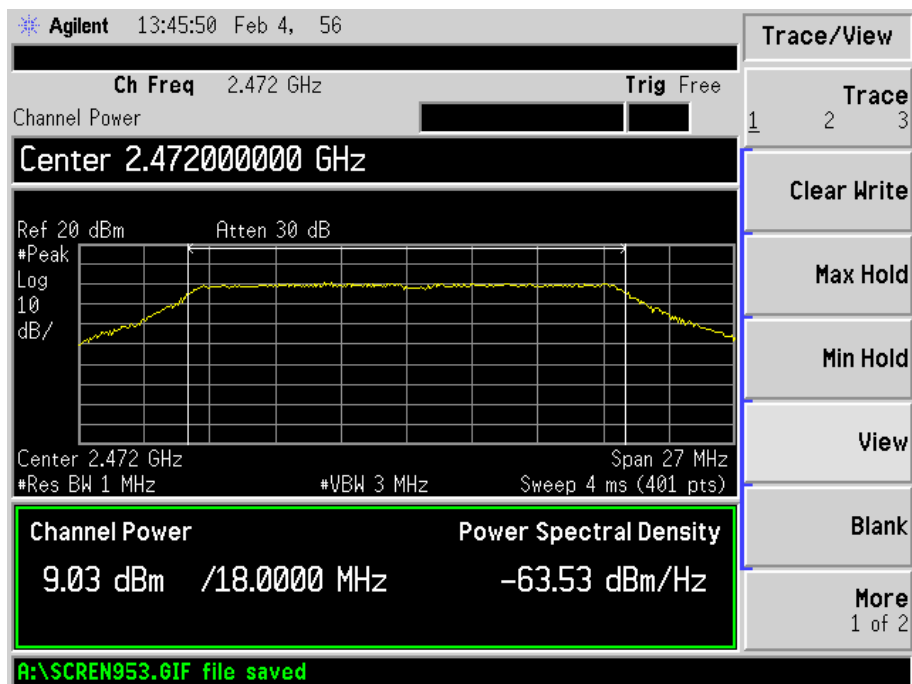 Agilent 13:45:50 Feb 4, 56
Ch Freq 2.472 GHz Trig Free
Channel Power
Center 2.472000000 GHz
Ref 20 dBm Atten 30 dB
#Peak
Log
10
dB/
Center 2.472 GHz Span 27 MHz
#Res BW 1 MHz #VBW 3 MHz Sweep 4 ms (401 pts)
Channel Power Power Spectral Density
9.03 dBm /18.0000 MHz -63.53 dBm/Hz
A:\SCREN953.GIF file saved
Trace/View
Trace
1 2 3
Clear Write
Max Hold
Min Hold
View
Blank
More
1 of 2